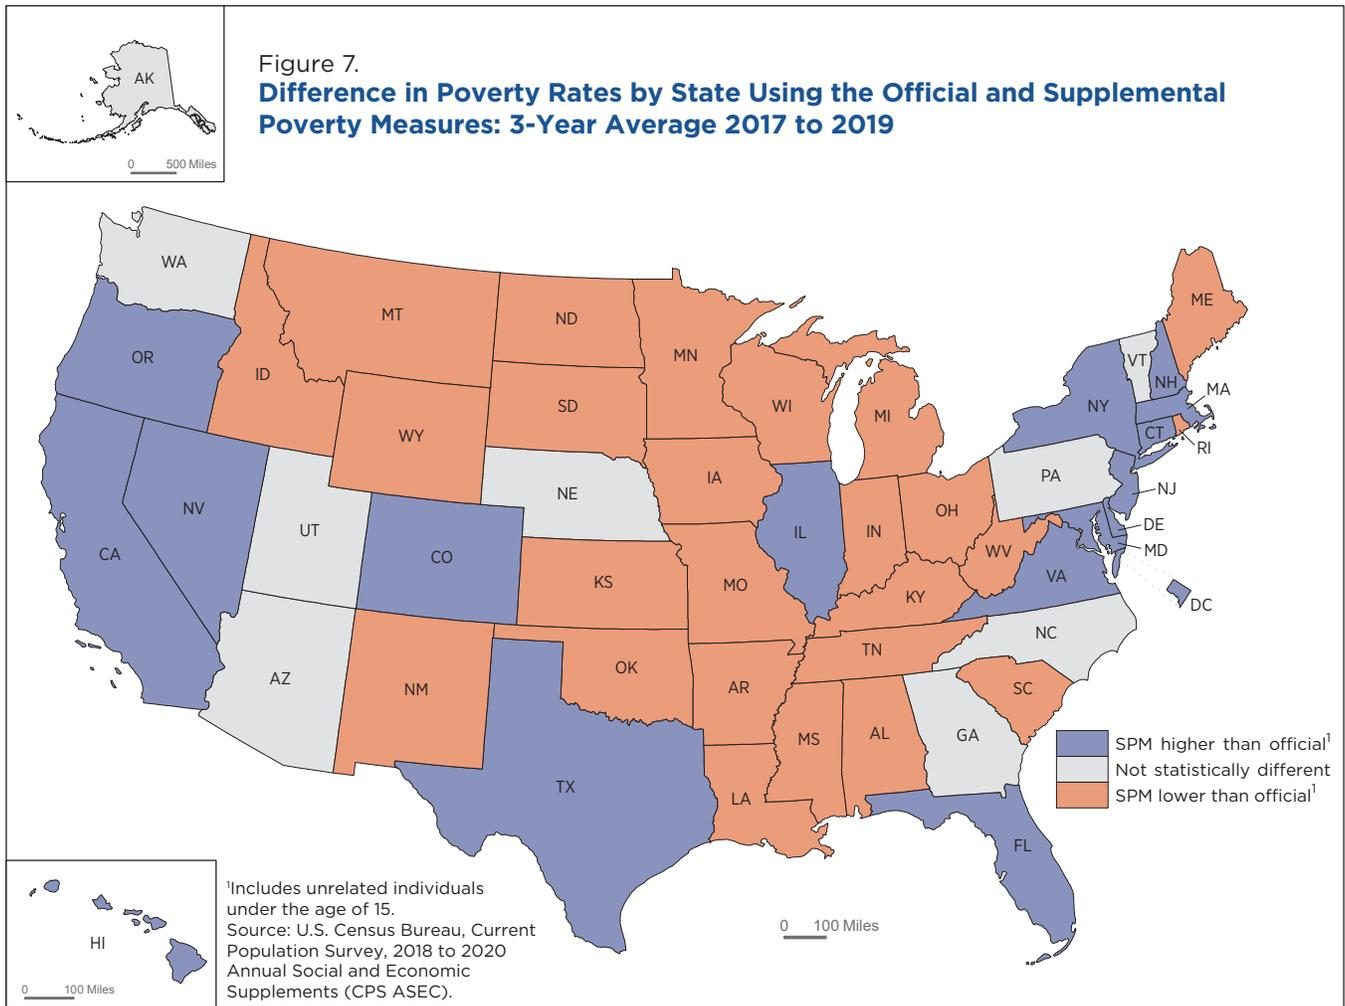 AK
0 500 Miles
Figure 7.
Difference in Poverty Rates by State Using the Official and Supplemental
Poverty Measures: 3-Year Average 2017 to 2019
WA
MT
ND
MN
ME
OR
ID
SD
WI
MI
VT
NH
NY
MA
WY
CT
RI
IA
NE
PA
NJ
NV
UT
IL
IN
OH
DE
MD
CA
CO
KS
MO
WV
VA
KY
DC
NC
TN
AZ
NM
OK
AR
SC
MS
AL
GA
TX
LA
FL
SPM higher than official1
Not statistically different
SPM lower than official1
HI
0 100 Miles
1Includes unrelated individuals
under the age of 15.
Source: U.S. Census Bureau, Current
Population Survey, 2018 to 2020
Annual Social and Economic
Supplements (CPS ASEC).
0 100 Miles